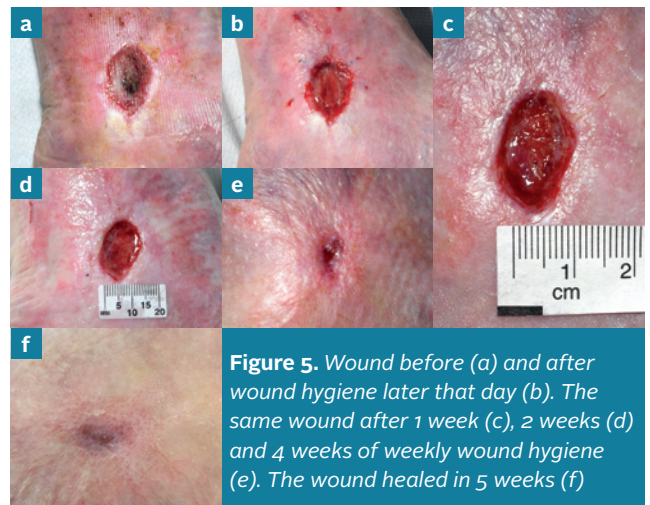 a
b
c
d
e
f
1
2
cm
mm
5
10
15
20
Figure 5. Wound before (a) and after
wound hygiene later that day (b). The
same wound after 1 week (c), 2 weeks (d)
and 4 weeks of weekly wound hygiene
(e). The wound healed in 5 weeks (f)